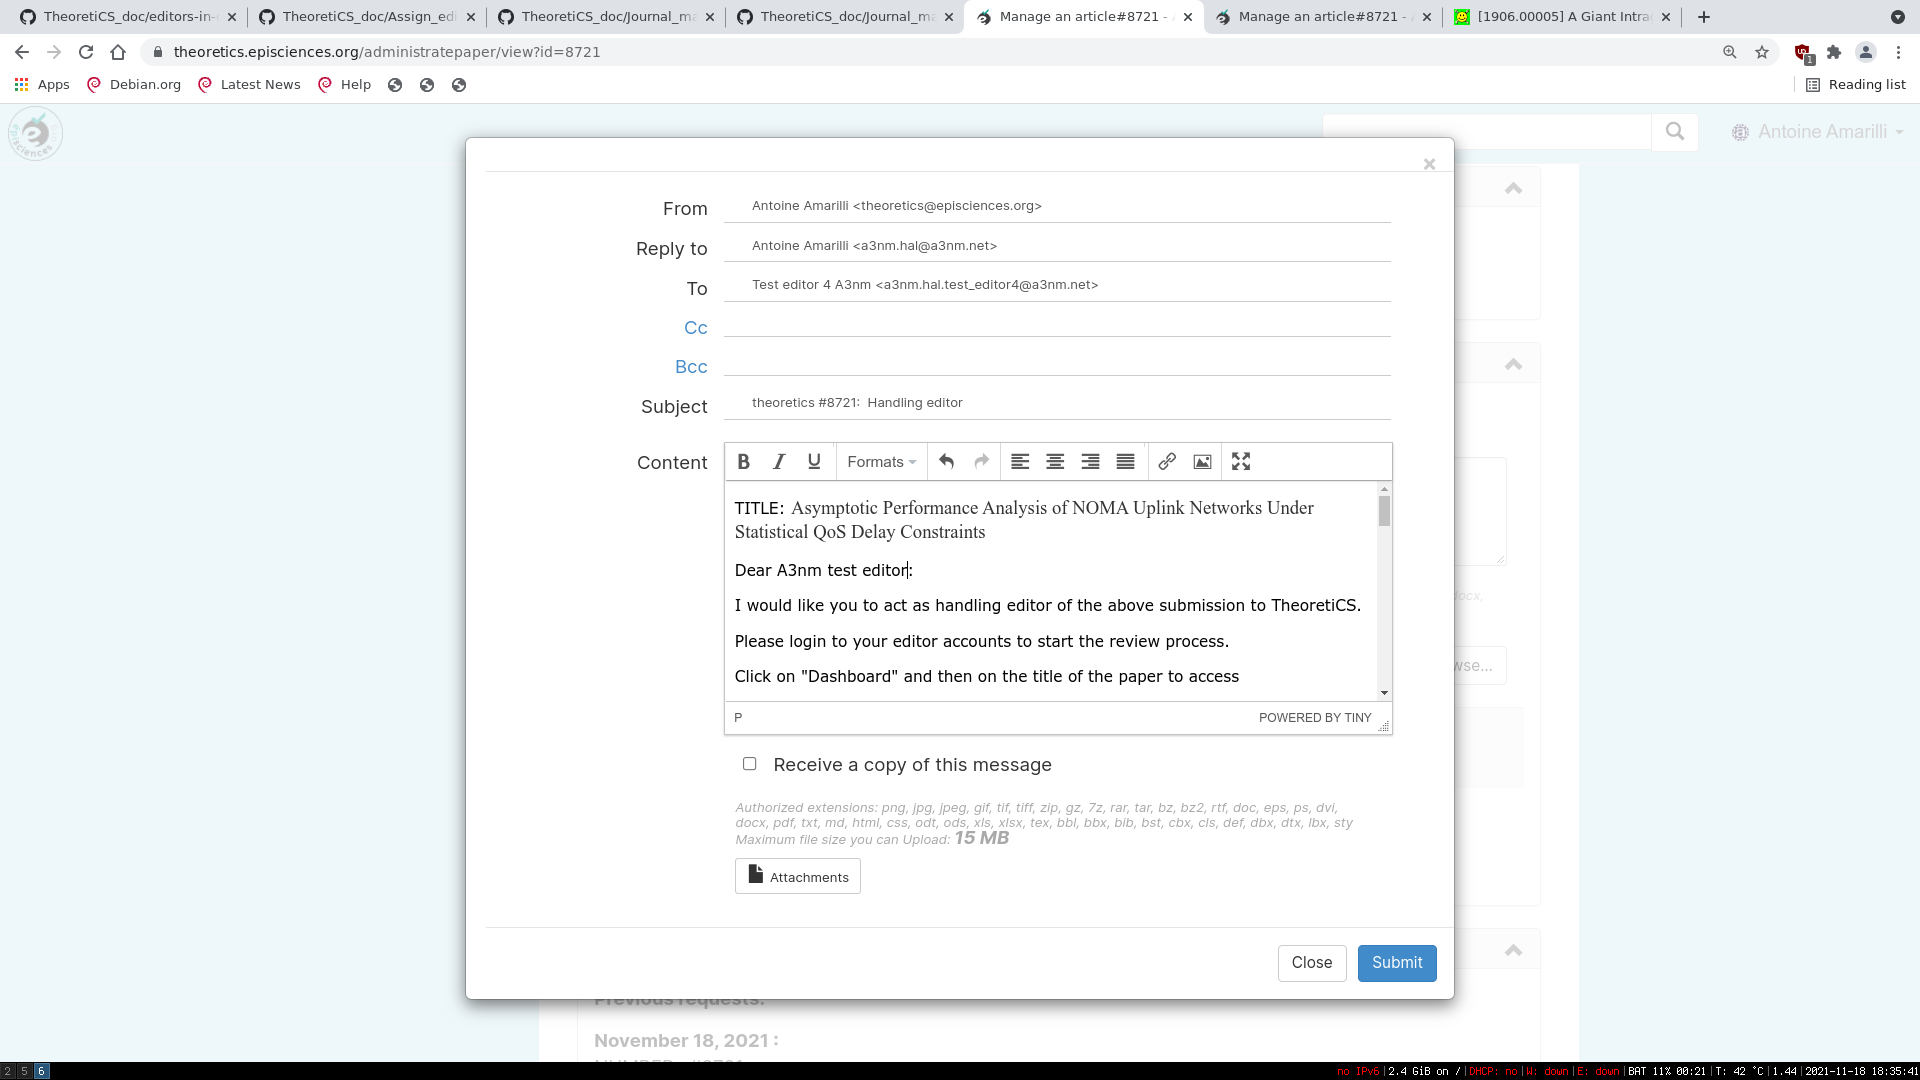 TheoretiCS_doc/editors-in-
TheoretiCS_doc/Assign_edi
TheoretiCS_doc/Journal_ma
TheoretiCS_doc/Journal_ma
Manage an article#8721 -
Manage an article#8721 -
[1906.00005] A Giant Intra
theoretics.episciences.org/administratepaper/view?id=8721
1
Apps
Debian.org
Latest News
Help
Reading list
episciences
Antoine Amarilli
×
From
Antoine Amarilli <theoretics@episciences.org>
Reply to
Antoine Amarilli <a3nm.hal@a3nm.net>
To
Test editor 4 A3nm <a3nm.hal.test_editor4@a3nm.net>
Cc
Bcc
Subject
theoretics #8721:  Handling editor
Content
B I U Formats
TITLE: Asymptotic Performance Analysis of NOMA Uplink Networks Under
Statistical QoS Delay Constraints
Dear A3nm test editor:
I would like you to act as handling editor of the above submission to TheoretiCS.
Please login to your editor accounts to start the review process.
Click on "Dashboard" and then on the title of the paper to access
P
POWERED BY TINY
docx,
wse...
Receive a copy of this message
Authorized extensions: png, jpg, jpeg, gif, tif, tiff, zip, gz, 7z, rar, tar, bz, bz2, rtf, doc, eps, ps, dvi,
docx, pdf, txt, md, html, css, odt, ods, xls, xlsx, tex, bbl, bbx, bib, bst, cbx, cls, def, dbx, dtx, lbx, sty
Maximum file size you can Upload: 15 MB
Attachments
Close
Submit
Previous requests:
November 18, 2021 :
2 5 6
no IPv6|2.4 GiB on /|DHCP: no|W: down|E: down|BAT 11% 00:21|T: 42 °C|1.44|2021-11-18 18:35:41